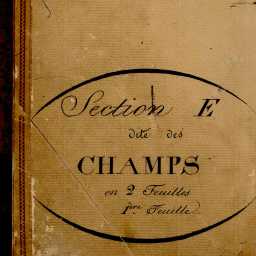 Section E
dite des
CHAMPS
en 2 Feuilles
1ère Feuille.